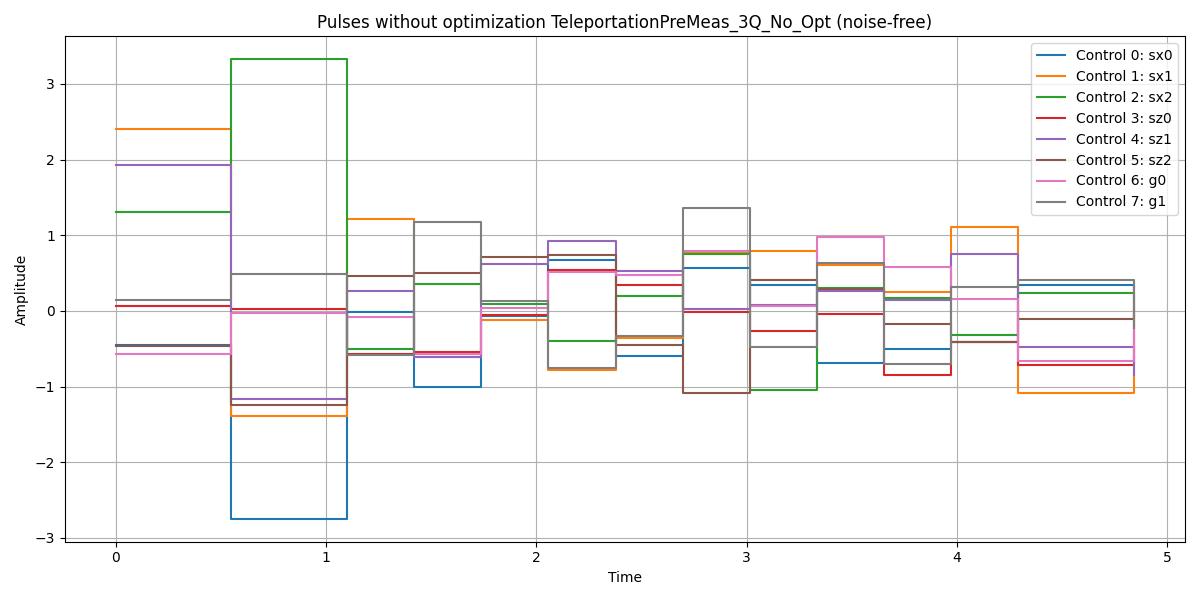 Pulses without optimization TeleportationPreMeas_3Q_No_Opt (noise-free)
Control 0: sx0
Control 1: sx1
Control 2: sx2
Control 3: sz0
Control 4: sz1
Control 5: sz2
Control 6: g0
Control 7: g1
Amplitude
3
2
1
0
−1
−2
−3
0 1 2 3 4 5
Time